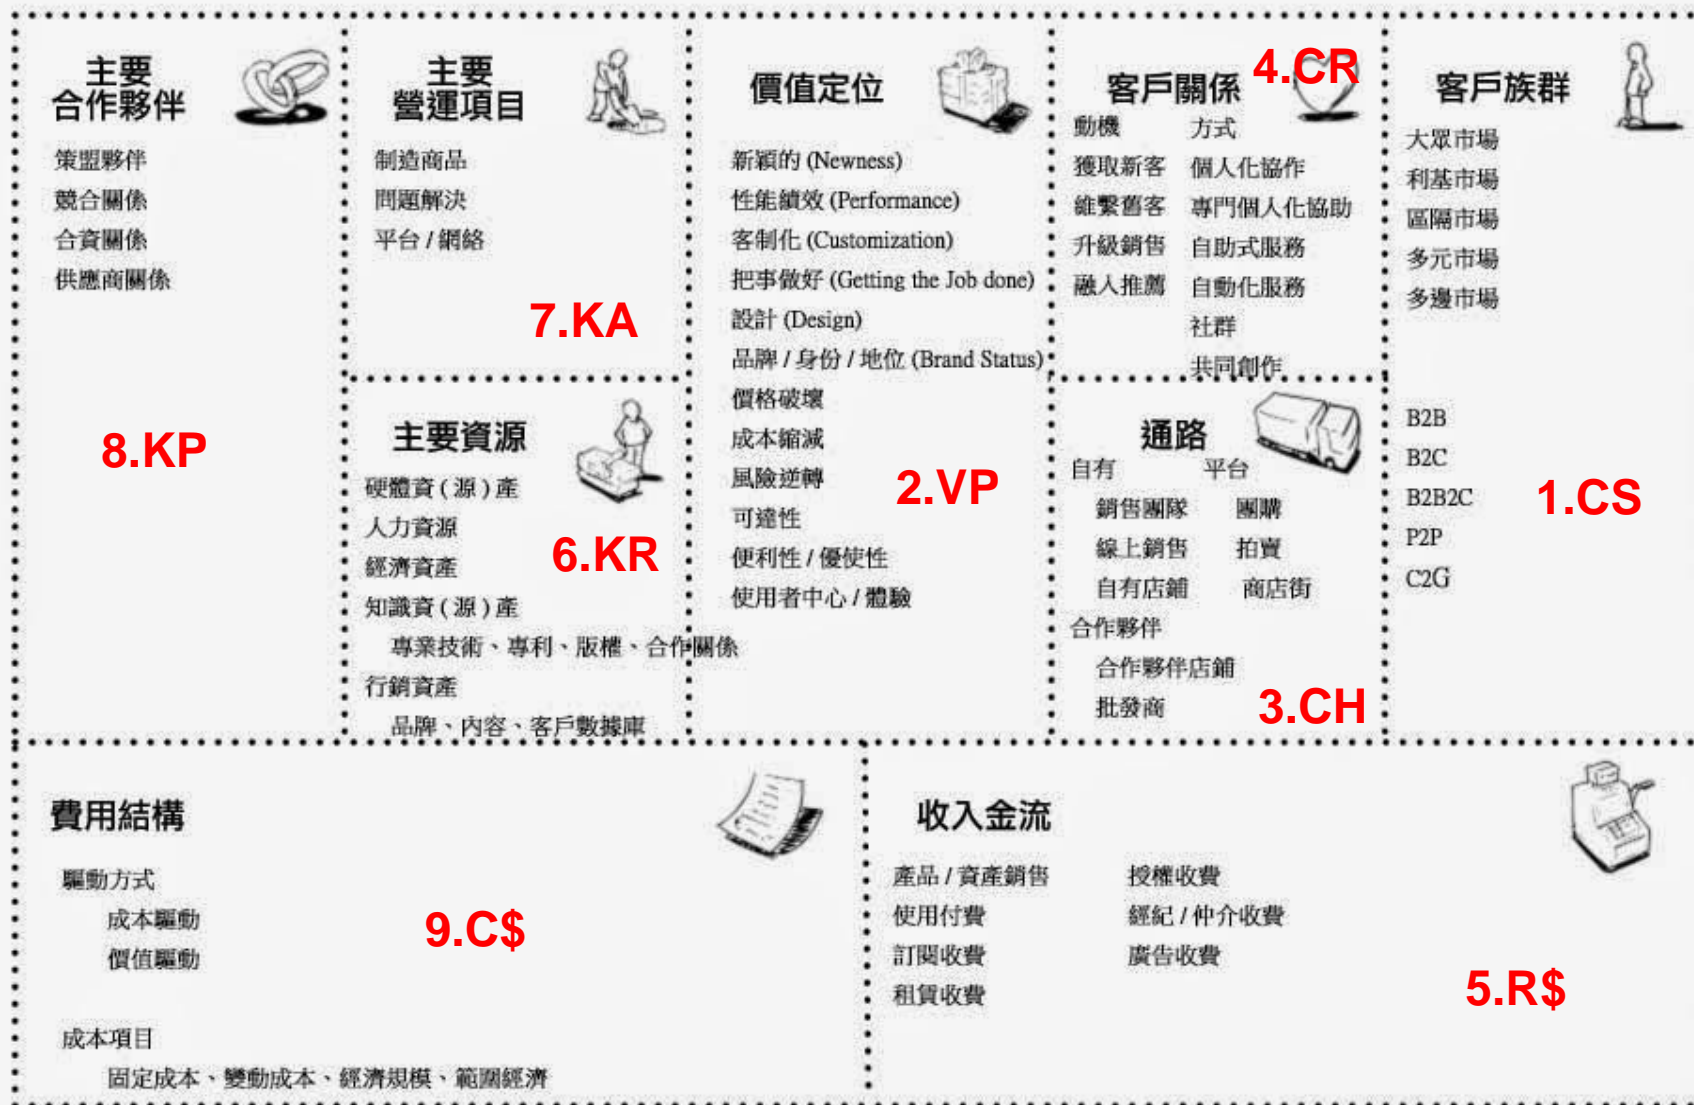 主要
合作夥伴
策盟夥伴
競合關係
合資關係
供應商關係
8.KP
主要
營運項目
制造商品
問題解決
平台 / 網絡
7.KA
主要資源
硬體資 ( 源 ) 產
人力資源
經濟資產
知識資 ( 源 ) 產
專業技術、專利、版權、合作關係
行銷資產
品牌、內容、客戶數據庫
6.KR
價值定位
新穎的 (Newness)
性能績效 (Performance)
客制化 (Customization)
把事做好 (Getting the Job done)
設計 (Design)
品牌 / 身份 / 地位 (Brand Status)
價格破壞
成本縮減
風險逆轉
可達性
便利性 / 優使性
使用者中心 / 體驗
2.VP
客戶關係
4.CR
動機 方式
獲取新客 個人化協作
維繫舊客 專門個人化協助
升級銷售 自助式服務
融人推薦 自動化服務
社群
共同創作
通路
自有 平台
銷售團隊 團購
線上銷售 拍賣
自有店鋪 商店街
合作夥伴
合作夥伴店鋪
批發商
3.CH
客戶族群
大眾市場
利基市場
區隔市場
多元市場
多邊市場
B2B
B2C
B2B2C
P2P
C2G
1.CS
費用結構
驅動方式
成本驅動
價值驅動
成本項目
固定成本、變動成本、經濟規模、範圍經濟
9.C$
收入金流
產品 / 資產銷售 授權收費
使用付費 經紀 / 仲介收費
訂閱收費 廣告收費
租賃收費
5.R$